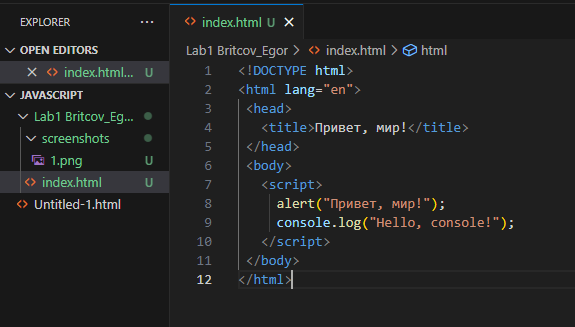 EXPLORER ...
OPEN EDITORS
index.html... U
JAVASCRIPT
Lab1 Britcov_Eg...
screenshots
1.png U
index.html U
Untitled-1.html
index.html U
Lab1 Britcov_Egor > index.html > html
1 <!DOCTYPE html>
2 <html lang="en">
3 <head>
4 <title>Привет, мир!</title>
5 </head>
6 <body>
7 <script>
8 alert("Привет, мир!");
9 console.log("Hello, console!");
10 </script>
11 </body>
12 </html>